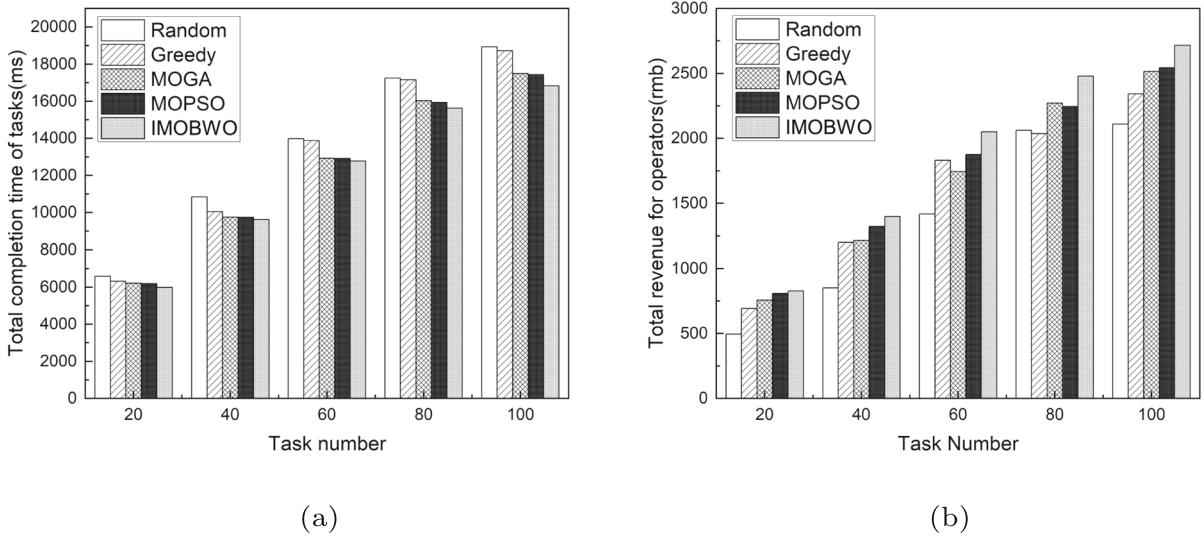 20000
18000
16000
14000
12000
10000
8000
6000
4000
2000
0
Total completion time of tasks(ms)
Random
Greedy
MOGA
MOPSO
IMOBWO
20 40 60 80 100
Task number
(a)
3000
2500
2000
1500
1000
500
0
Total revenue for operators(rmb)
Random
Greedy
MOGA
MOPSO
IMOBWO
20 40 60 80 100
Task Number
(b)